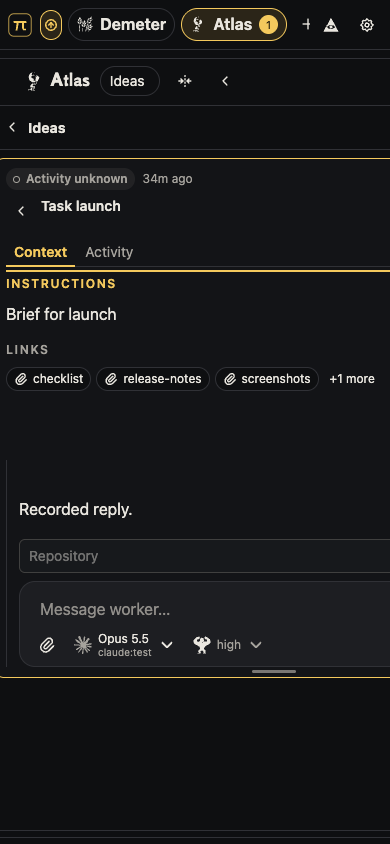 π Demeter Atlas 1
Atlas Ideas
Ideas
Activity unknown 34m ago
Task launch
Context Activity
INSTRUCTIONS
Brief for launch
LINKS
checklist release-notes screenshots +1 more
Recorded reply.
Repository
Message worker...
Opus 5.5
claude:test
high